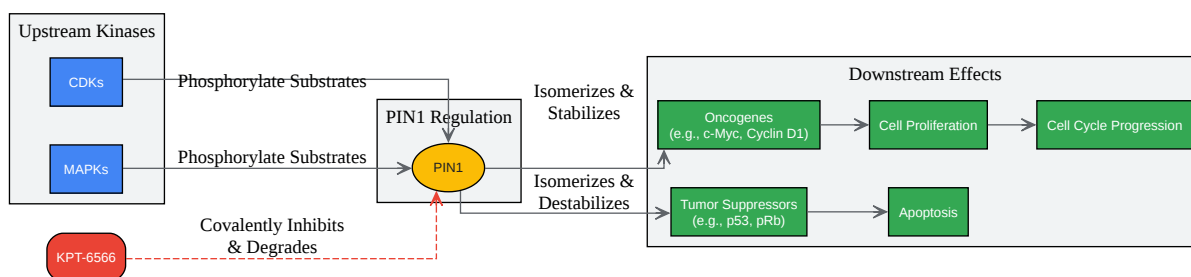 Upstream Kinases
CDKs
Phosphorylate Substrates
MAPKs
Phosphorylate Substrates
KPT-6566
Covalently Inhibits
& Degrades
PIN1 Regulation
PIN1
Isomerizes &
Stabilizes
Isomerizes &
Destabilizes
Downstream Effects
Oncogenes
(e.g., c-Myc, Cyclin D1)
Cell Proliferation
Cell Cycle Progression
Tumor Suppressors
(e.g., p53, pRb)
Apoptosis